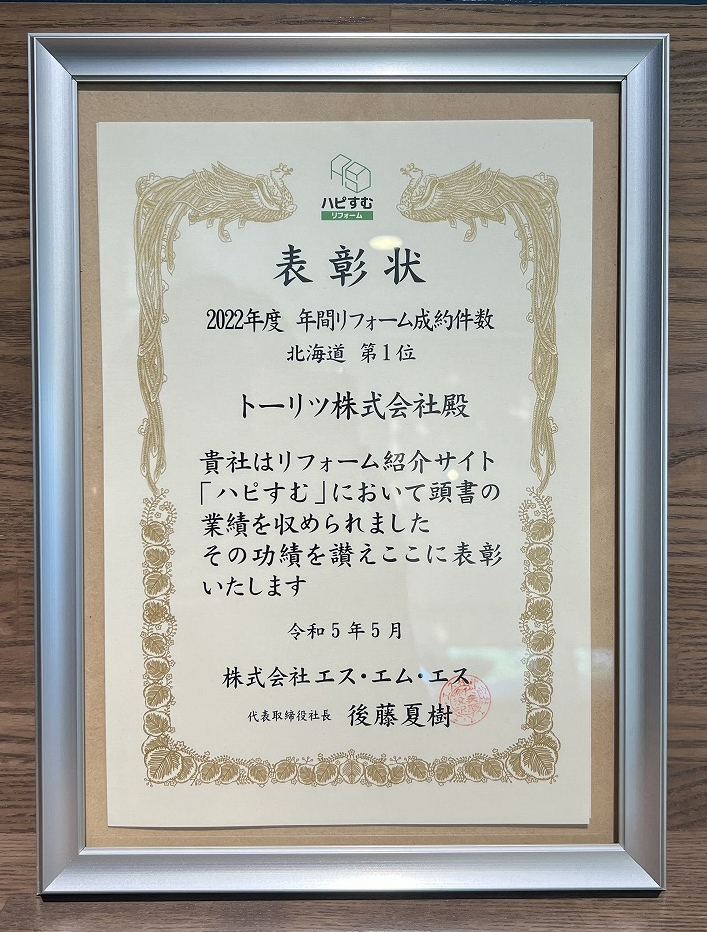 ハピすむ
リフォーム
表彰状
2022年度 年間リフォーム成約件数
北海道 第1位
トーリツ株式会社殿
貴社はリフォーム紹介サイト
「ハピすむ」において頭書の
業績を収められました
その功績を讃えここに表彰
いたします
令和5年5月
株式会社エス・エム・エス
代表取締役社長 後藤夏樹